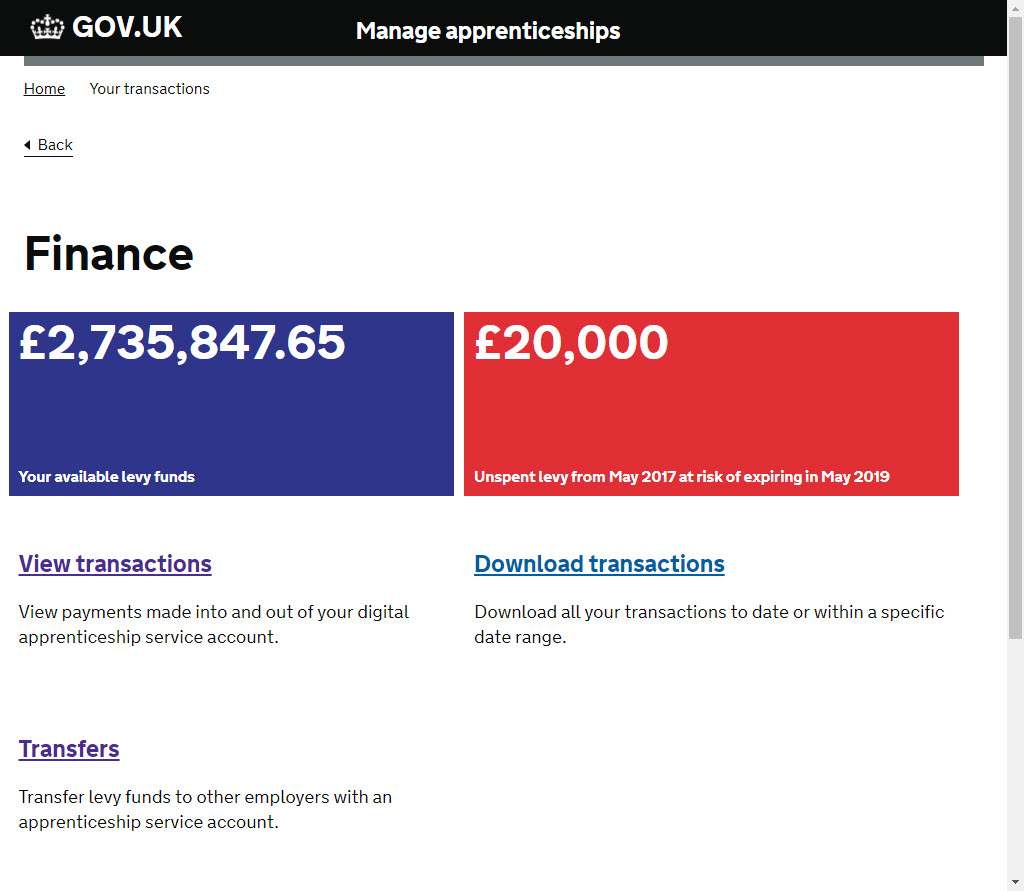 GOV.UK
Manage apprenticeships
Home
Your transactions
Back
Finance
£2,735,847.65
Your available levy funds
£20,000
Unspent levy from May 2017 at risk of expiring in May 2019
View transactions
View payments made into and out of your digital
apprenticeship service account.
Download transactions
Download all your transactions to date or within a specific
date range.
Transfers
Transfer levy funds to other employers with an
apprenticeship service account.